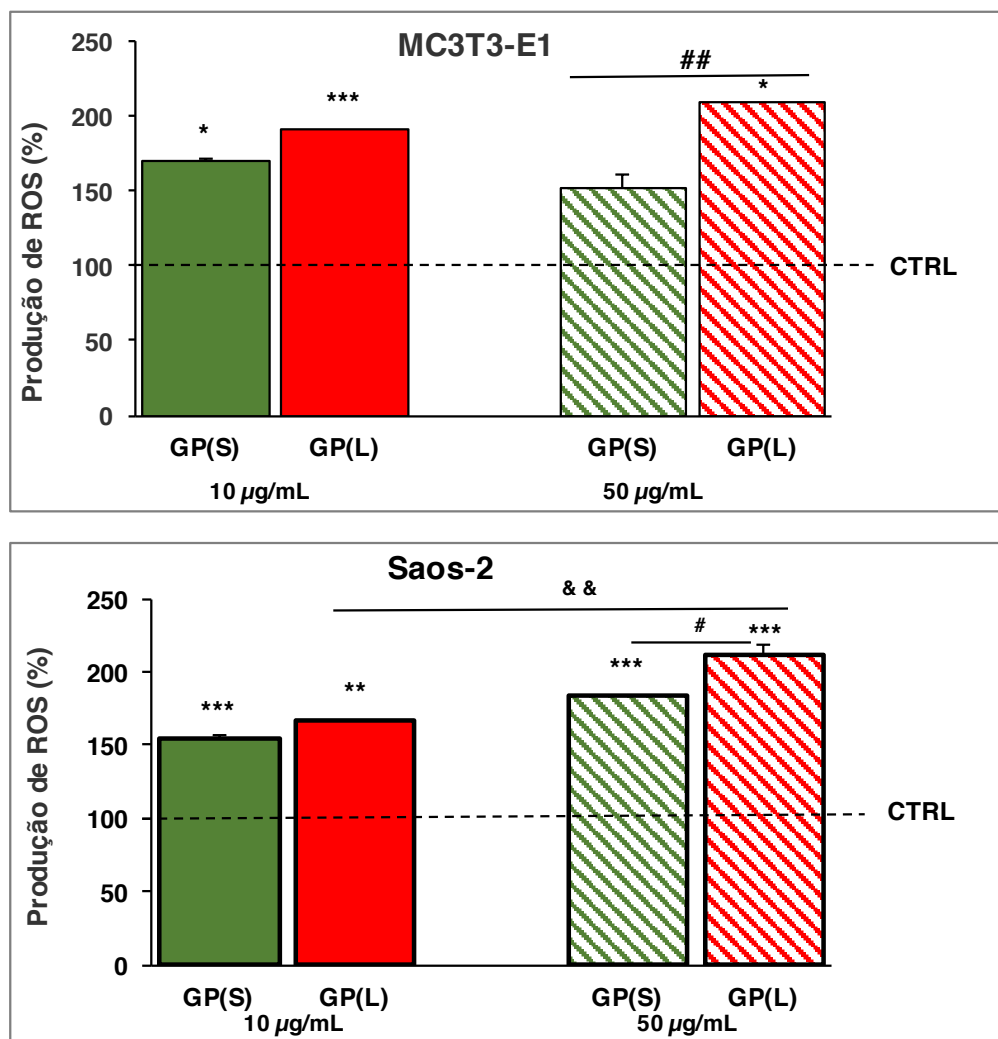 MC3T3-E1
Produção de ROS (%)
250
200
150
100
50
0
*
***
##
*
CTRL
GP(S) GP(L) GP(S) GP(L)
10 µg/mL 50 µg/mL
Saos-2
Produção de ROS (%)
250
200
150
100
50
0
& &
#
***
**
***
***
CTRL
GP(S) GP(L) GP(S) GP(L)
10 µg/mL 50 µg/mL